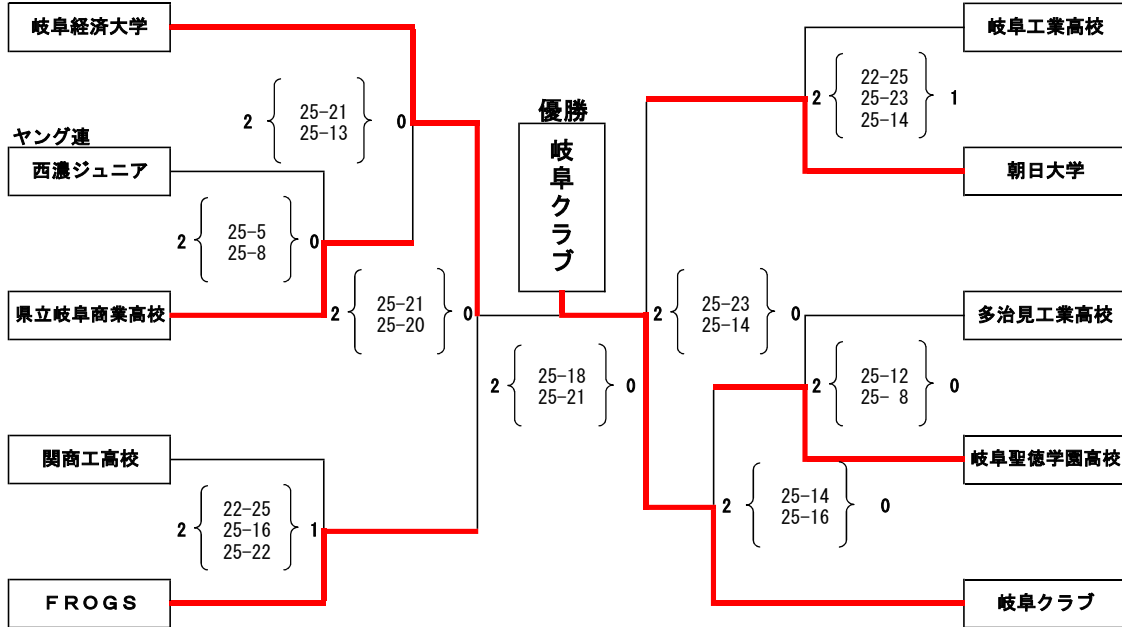 岐阜経済大学
2 25-21 0
25-13
ヤング連
西濃ジュニア
2 25-5 0
25-8
県立岐阜商業高校
2 25-21 0
25-20
関商工高校
2 22-25 1
25-16
25-22
ＦＲＯＧＳ
優勝
岐阜クラブ
2 25-18 0
25-21
岐阜工業高校
2 22-25 1
25-23
25-14
朝日大学
2 25-23 0
25-14
多治見工業高校
2 25-12 0
25- 8
岐阜聖徳学園高校
2 25-14 0
25-16
岐阜クラブ